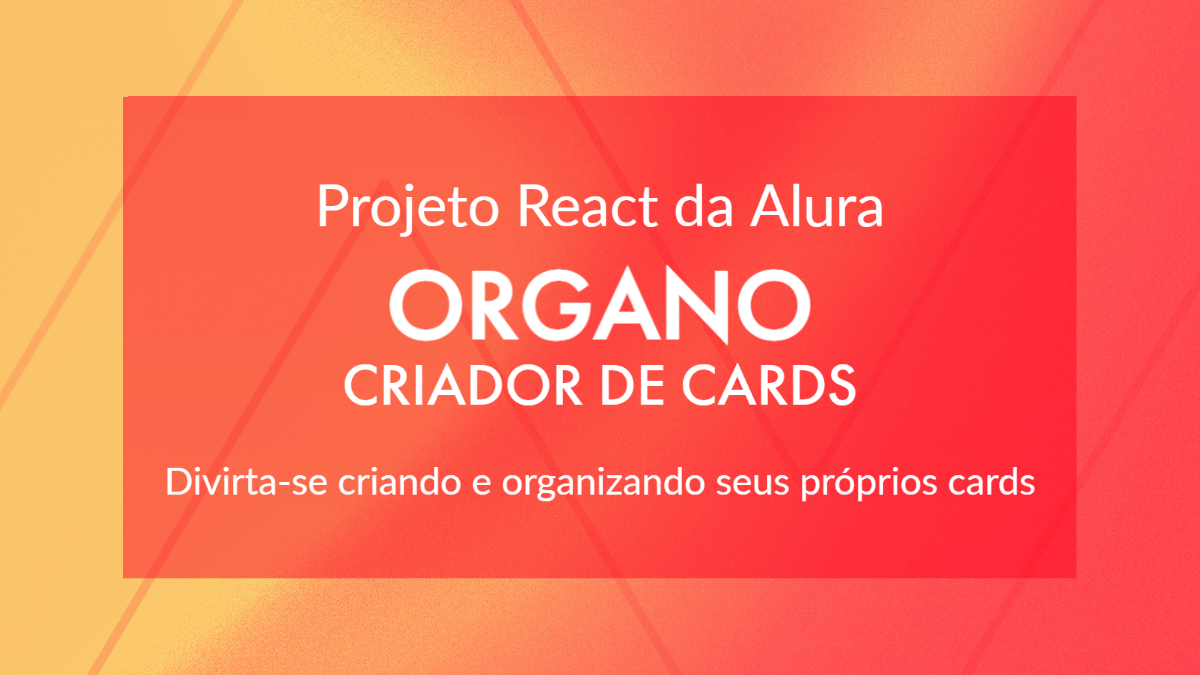 Projeto React da Alura
ORGANO
CRIADOR DE CARDS
Divirta-se criando e organizando seus próprios cards